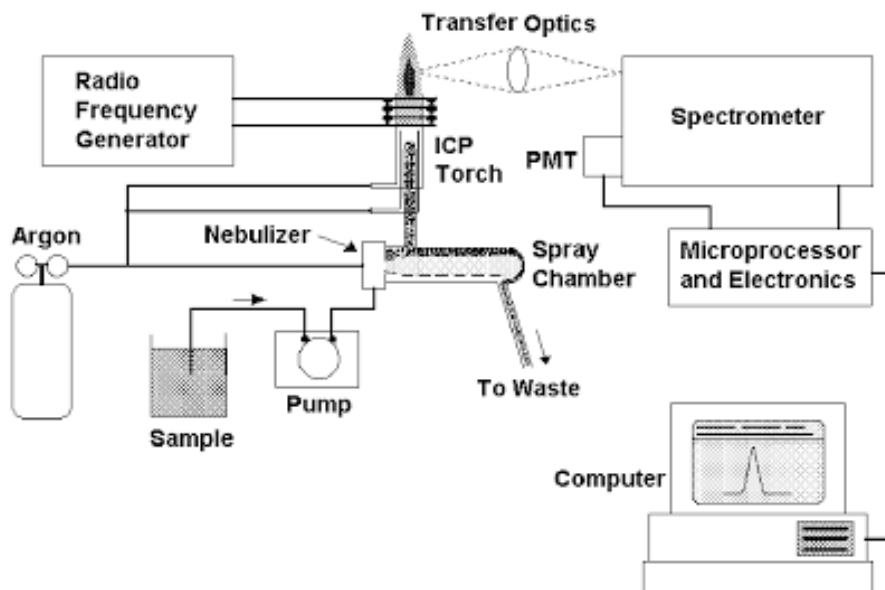 Transfer Optics
Radio
Frequency
Generator
Spectrometer
ICP
Torch
PMT
Argon
Nebulizer
Spray
Chamber
Microprocessor
and Electronics
To Waste
Pump
Sample
Computer